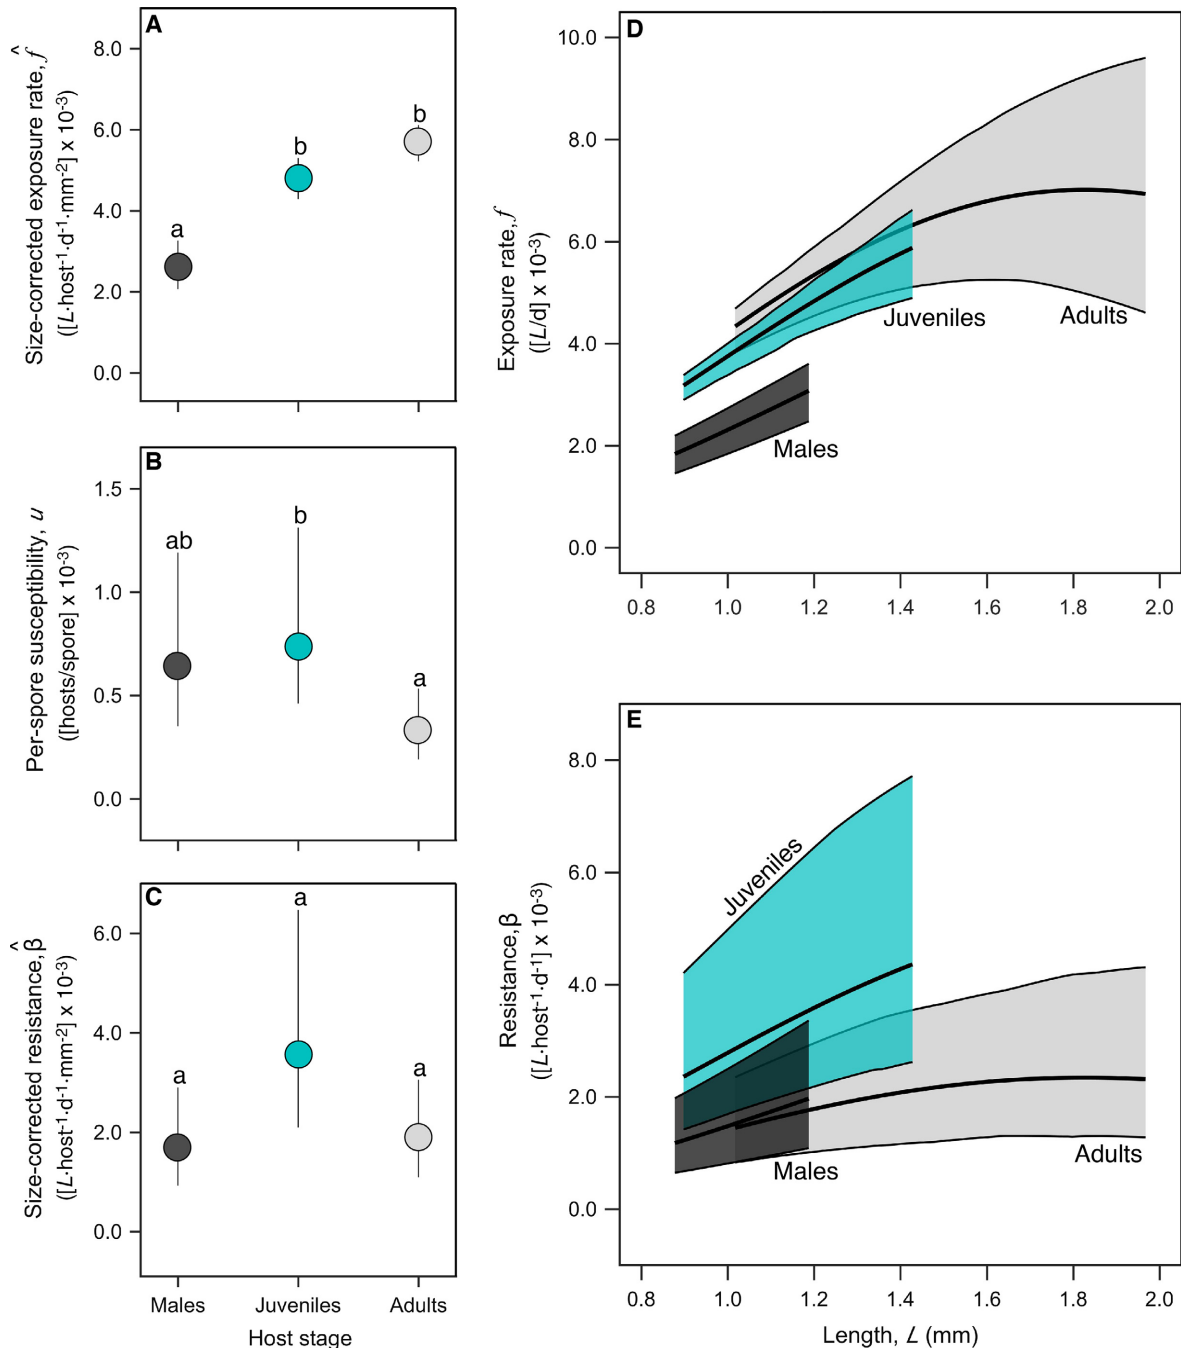 A
Size-corrected exposure rate, f̂
([L·host⁻¹·d⁻¹·mm⁻²] x 10⁻³)
8.0
6.0
4.0
2.0
0.0
a
b
b
B
Per-spore susceptibility, u
([hosts/spore] x 10⁻³)
1.5
1.0
0.5
0.0
ab
b
a
C
Size-corrected resistance, β̂
([L·host⁻¹·d⁻¹·mm⁻²] x 10⁻³)
6.0
4.0
2.0
0.0
a
a
a
Males Juveniles Adults
Host stage
D
Exposure rate, f
([L/d] x 10⁻³)
10.0
8.0
6.0
4.0
2.0
0.0
Juveniles
Adults
Males
0.8 1.0 1.2 1.4 1.6 1.8 2.0
E
Resistance, β
([L·host⁻¹·d⁻¹] x 10⁻³)
8.0
6.0
4.0
2.0
0.0
Juveniles
Adults
Males
0.8 1.0 1.2 1.4 1.6 1.8 2.0
Length, L (mm)